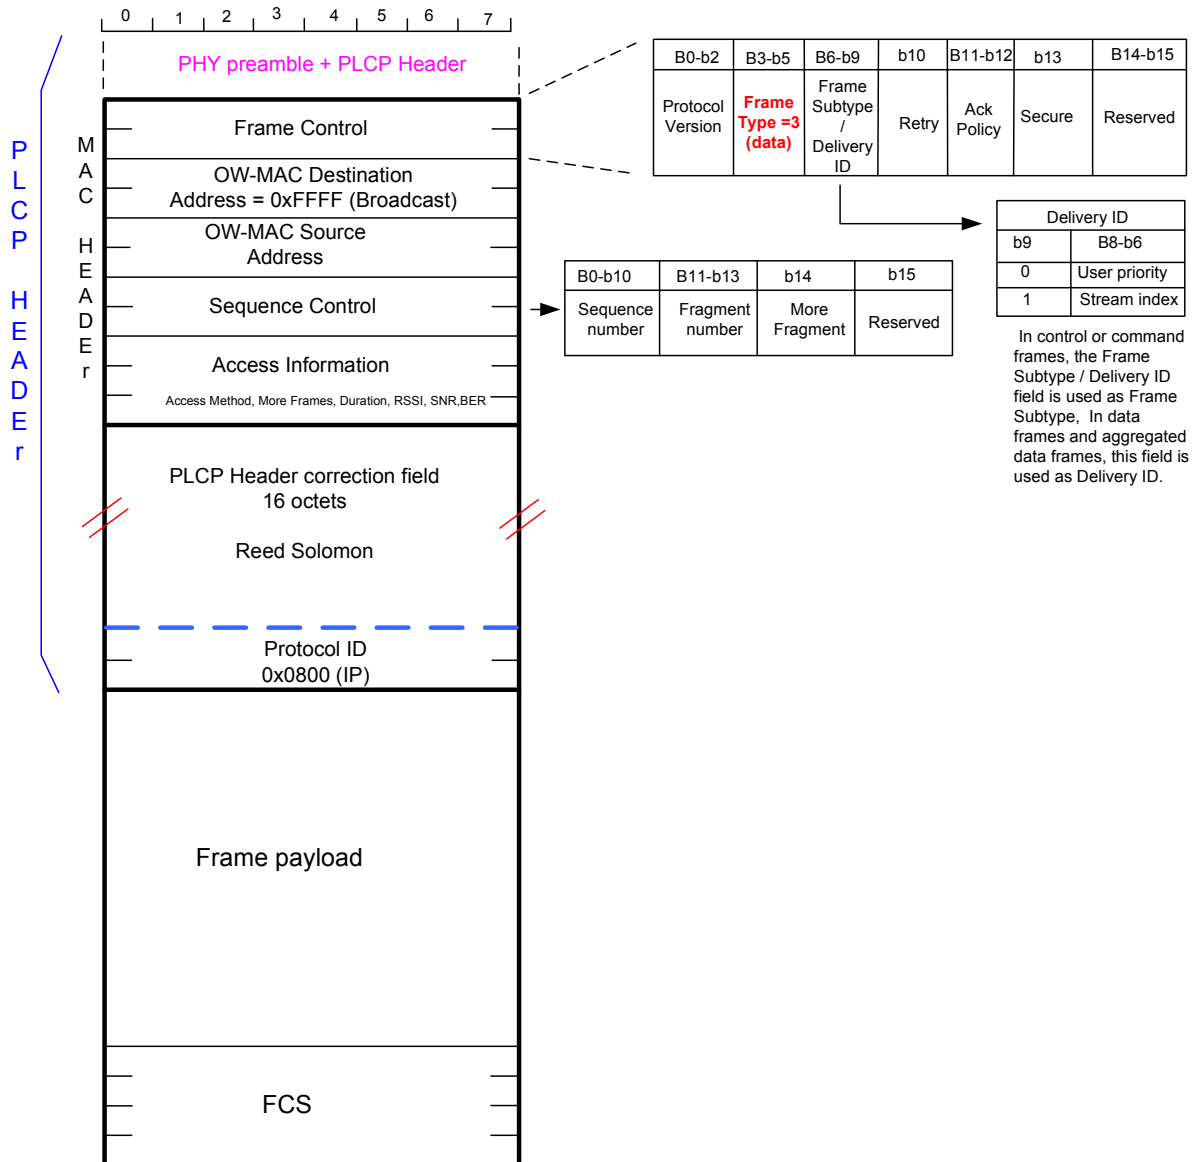 0 1 2 3 4 5 6 7
PHY preamble + PLCP Header
PLCP HEADEr
MAC HEADEr
Frame Control
OW-MAC Destination
Address = 0xFFFF (Broadcast)
OW-MAC Source
Address
Sequence Control
Access Information
Access Method, More Frames, Duration, RSSI, SNR,BER
PLCP Header correction field
16 octets
Reed Solomon
Protocol ID
0x0800 (IP)
Frame payload
FCS
B0-b2 B3-b5 B6-b9 b10 B11-b12 b13 B14-b15
Protocol
Version
Frame
Type =3
(data)
Frame
Subtype
/
Delivery
ID
Retry
Ack
Policy
Secure
Reserved
Delivery ID
b9 B8-b6
0 User priority
1 Stream index
In control or command
frames, the Frame
Subtype / Delivery ID
field is used as Frame
Subtype, In data
frames and aggregated
data frames, this field is
used as Delivery ID.
B0-b10 B11-b13 b14 b15
Sequence
number
Fragment
number
More
Fragment
Reserved